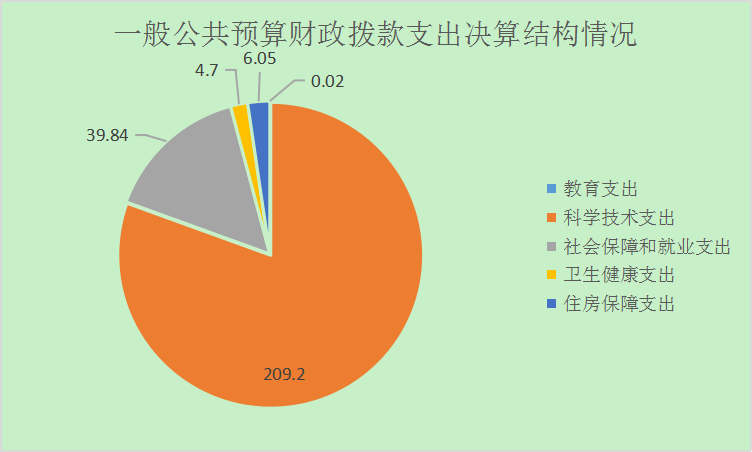 一般公共预算财政拨款支出决算结构情况
6.05
4.7
0.02
39.84
209.2
教育支出
科学技术支出
社会保障和就业支出
卫生健康支出
住房保障支出